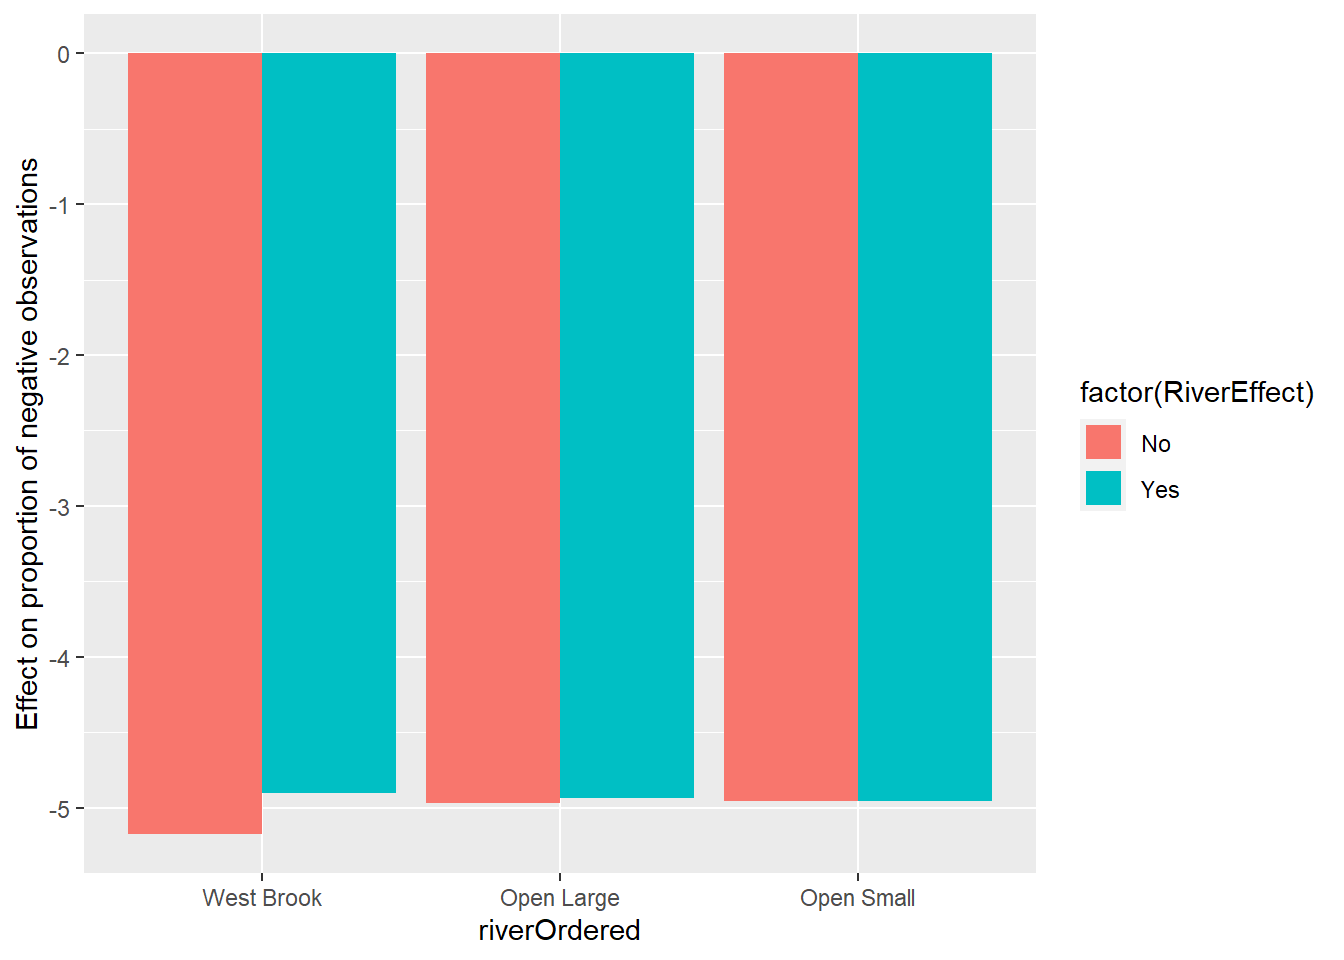 Effect on proportion of negative observations
0
-1
-2
-3
-4
-5
West Brook
Open Large
Open Small
riverOrdered
factor(RiverEffect)
No
Yes